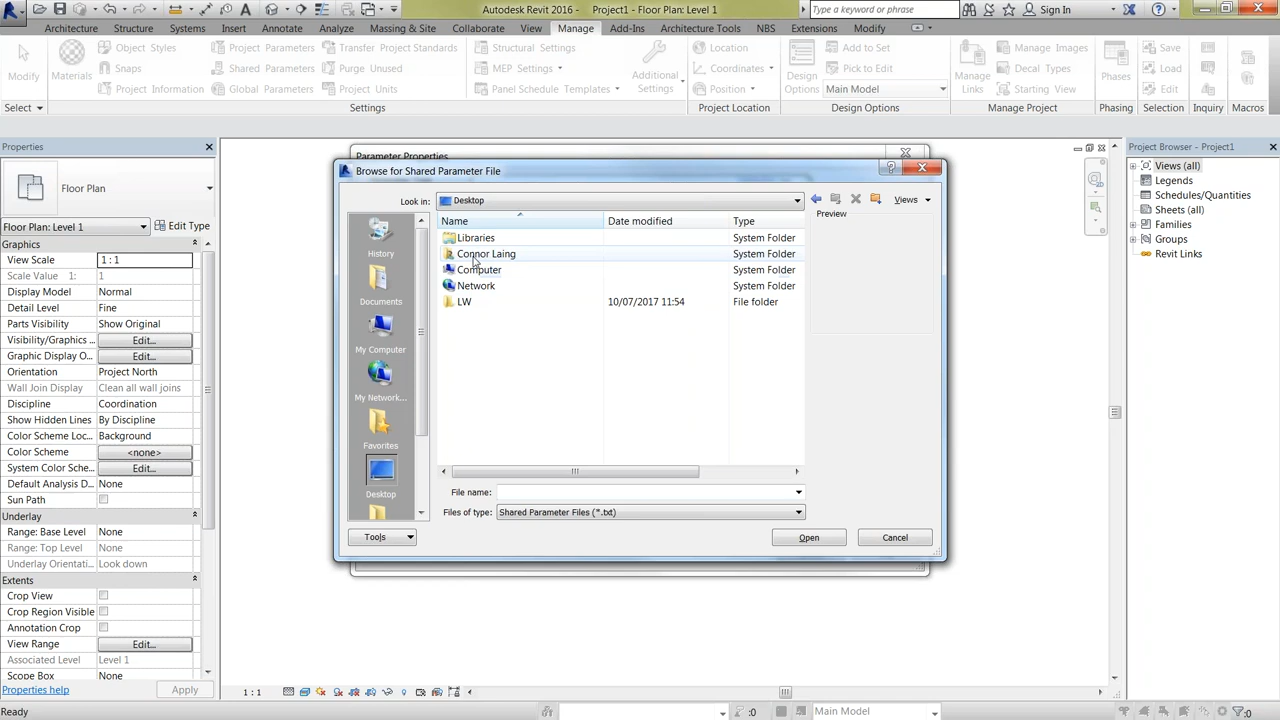 Autodesk Revit 2016 - Project1 - Floor Plan: Level 1
Type a keyword or phrase
Sign In
Architecture Structure Systems Insert Annotate Analyze Massing & Site Collaborate View Manage Add-Ins Architecture Tools NBS Extensions Modify
Modify
Materials
Object Styles
Snaps
Project Information
Project Parameters
Shared Parameters
Global Parameters
Transfer Project Standards
Purge Unused
Project Units
Structural Settings
MEP Settings
Panel Schedule Templates
Additional
Settings
Location
Coordinates
Position
Design
Options
Add to Set
Pick to Edit
Main Model
Manage
Links
Manage Images
Decal Types
Starting View
Phases
Save
Load
Edit
Select
Settings
Project Location
Design Options
Manage Project
Phasing
Selection
Inquiry
Macros
Properties
Floor Plan
Floor Plan: Level 1
Edit Type
Graphics
View Scale 1 : 1
Scale Value 1: 1
Display Model Normal
Detail Level Fine
Parts Visibility Show Original
Visibility/Graphics ... Edit...
Graphic Display O... Edit...
Orientation Project North
Wall Join Display Clean all wall joins
Discipline Coordination
Show Hidden Lines By Discipline
Color Scheme Loc... Background
Color Scheme <none>
System Color Sche... Edit...
Default Analysis D... None
Sun Path
Underlay
Range: Base Level None
Range: Top Level None
Underlay Orientati... Look down
Extents
Crop View
Crop Region Visible
Annotation Crop
View Range Edit...
Associated Level Level 1
Scope Box None
Properties help
Apply
Parameter Properties
Browse for Shared Parameter File
Look in: Desktop
Views
Name Date modified Type
Libraries System Folder
Connor Laing System Folder
Computer System Folder
Network System Folder
LW 10/07/2017 11:54 File folder
Preview
History
Documents
My Computer
My Network...
Favorites
Desktop
File name:
Files of type: Shared Parameter Files (*.txt)
Tools
Open
Cancel
Project Browser - Project1
Views (all)
Legends
Schedules/Quantities
Sheets (all)
Families
Groups
Revit Links
1 : 1
Ready
:0
Main Model
:0